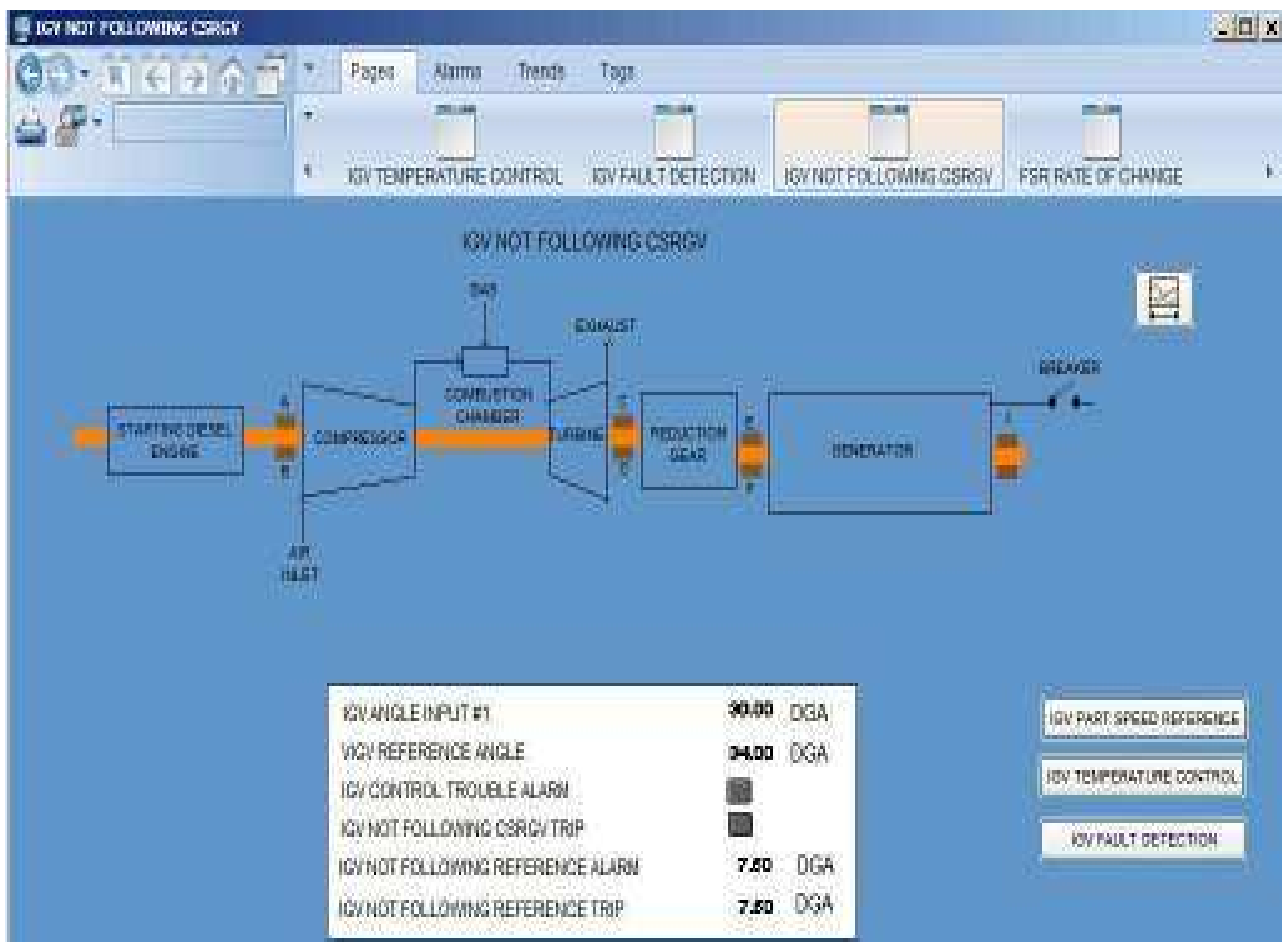 IGV NOT FOLLOWING CSRGV
Pages Alarms Trends Tags
IGV TEMPERATURE CONTROL IGV FAULT DETECTION IGV NOT FOLLOWING CSRGV FSR RATE OF CHANGE
IGV NOT FOLLOWING CSRGV
GAS
EXHAUST
BREAKER
COMBUSTION
CHAMBER
STARTING DIESEL
ENGINE
COMPRESSOR
TURBINE
REDUCTION
GEAR
GENERATOR
A
B
C
F
AIR
INLET
IGV ANGLE INPUT #1 30.00 DGA
VIGV REFERENCE ANGLE 34.00 DGA
IGV CONTROL TROUBLE ALARM
IGV NOT FOLLOWING CSRGV TRIP
IGV NOT FOLLOWING REFERENCE ALARM 7.50 DGA
IGV NOT FOLLOWING REFERENCE TRIP 7.50 DGA
IGV PART SPEED REFERENCE
IGV TEMPERATURE CONTROL
IGV FAULT DETECTION